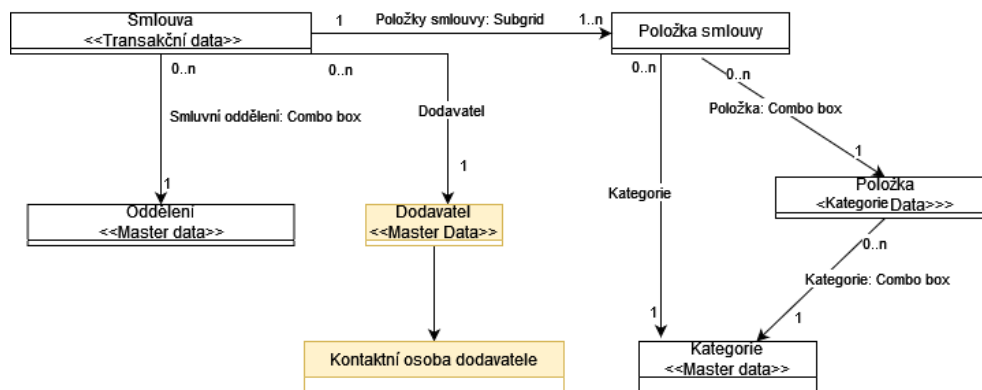 Smlouva
<<Transakční data>>
1
Položky smlouvy: Subgrid
1..n
Položka smlouvy
0..n
0..n
0..n
0..n
Smluvní oddělení: Combo box
Dodavatel
Položka: Combo box
1
1
1
Kategorie
Oddělení
<<Master data>>
Dodavatel
<<Master Data>>
Položka
<Kategorie Data>>>
0..n
Kategorie: Combo box
1
1
Kontaktní osoba dodavatele
Kategorie
<<Master data>>